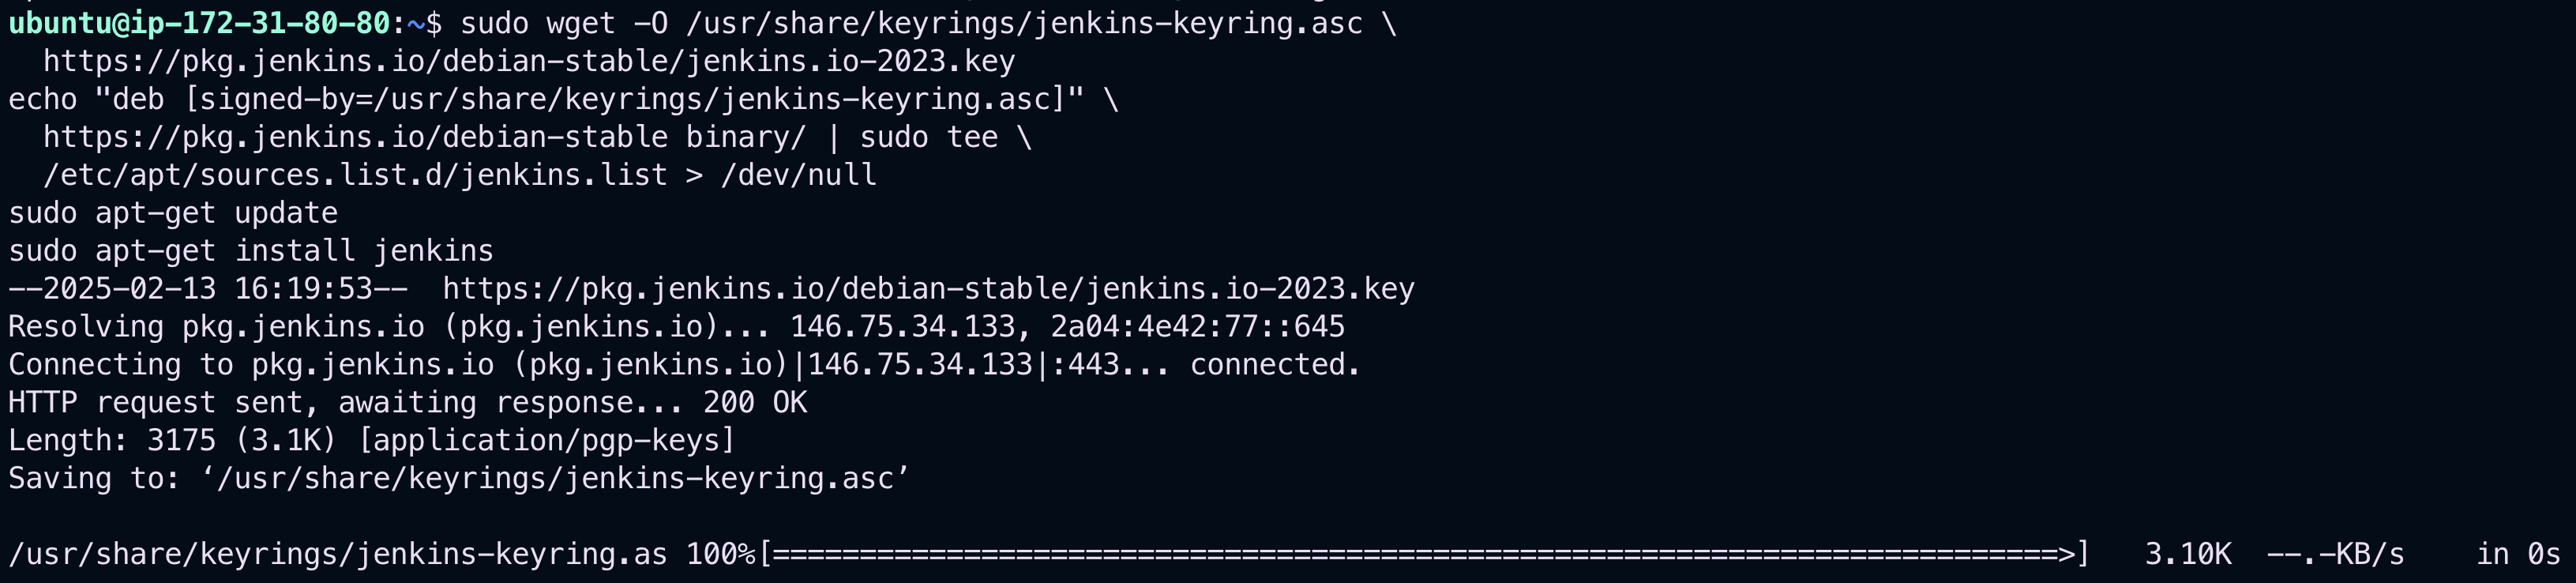 ubuntu@ip-172-31-80-80:~$ sudo wget -O /usr/share/keyrings/jenkins-keyring.asc \
  https://pkg.jenkins.io/debian-stable/jenkins.io-2023.key
echo "deb [signed-by=/usr/share/keyrings/jenkins-keyring.asc]" \
  https://pkg.jenkins.io/debian-stable binary/ | sudo tee \
  /etc/apt/sources.list.d/jenkins.list > /dev/null
sudo apt-get update
sudo apt-get install jenkins
--2025-02-13 16:19:53--  https://pkg.jenkins.io/debian-stable/jenkins.io-2023.key
Resolving pkg.jenkins.io (pkg.jenkins.io)... 146.75.34.133, 2a04:4e42:77::645
Connecting to pkg.jenkins.io (pkg.jenkins.io)|146.75.34.133|:443... connected.
HTTP request sent, awaiting response... 200 OK
Length: 3175 (3.1K) [application/pgp-keys]
Saving to: ‘/usr/share/keyrings/jenkins-keyring.asc’

/usr/share/keyrings/jenkins-keyring.as 100%[==========================================================================>]   3.10K  --.-KB/s    in 0s